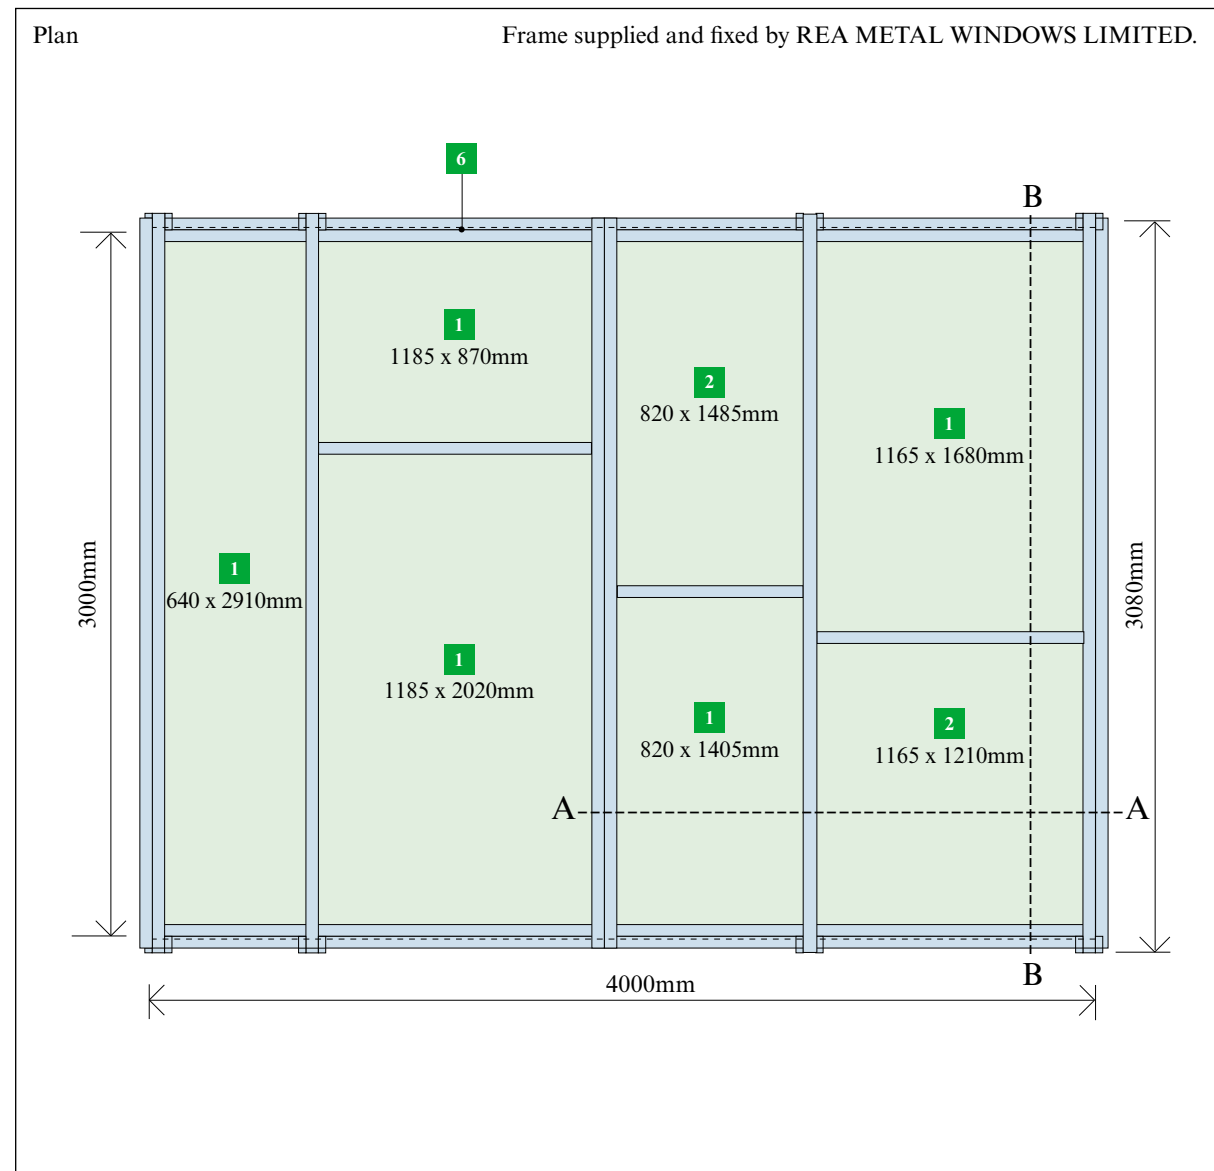 Plan
Frame supplied and fixed by REA METAL WINDOWS LIMITED.
6
B
1
1185 x 870mm
2
820 x 1485mm
1
1165 x 1680mm
3000mm
3080mm
1
640 x 2910mm
1
1185 x 2020mm
1
820 x 1405mm
2
1165 x 1210mm
A
A
B
4000mm